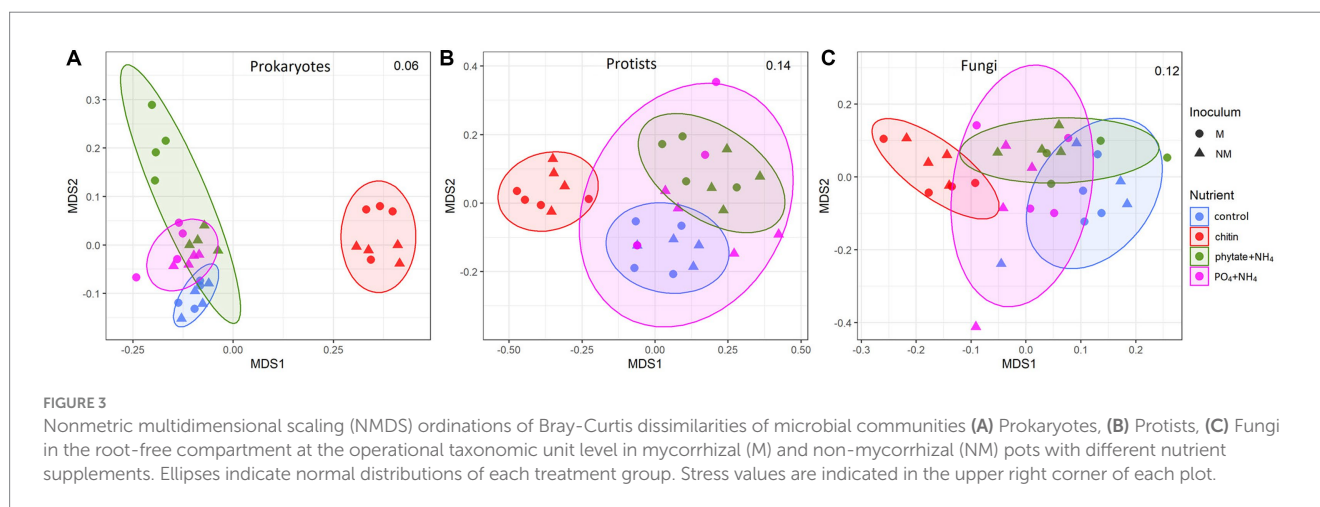 A
Prokaryotes
0.06
0.3
0.2
0.1
0.0
-0.1
MDS2
-0.25
0.00
0.25
MDS1
B
Protists
0.14
0.4
0.2
0.0
-0.2
MDS2
-0.50
-0.25
0.00
0.25
0.50
MDS1
C
Fungi
0.12
0.2
0.0
-0.2
-0.4
MDS2
-0.3
-0.2
-0.1
0.0
0.1
0.2
MDS1
Inoculum
M
NM
Nutrient
control
chitin
phytate+NH₄
PO₄+NH₄
FIGURE 3
Nonmetric multidimensional scaling (NMDS) ordinations of Bray-Curtis dissimilarities of microbial communities (A) Prokaryotes, (B) Protists, (C) Fungi
in the root-free compartment at the operational taxonomic unit level in mycorrhizal (M) and non-mycorrhizal (NM) pots with different nutrient
supplements. Ellipses indicate normal distributions of each treatment group. Stress values are indicated in the upper right corner of each plot.